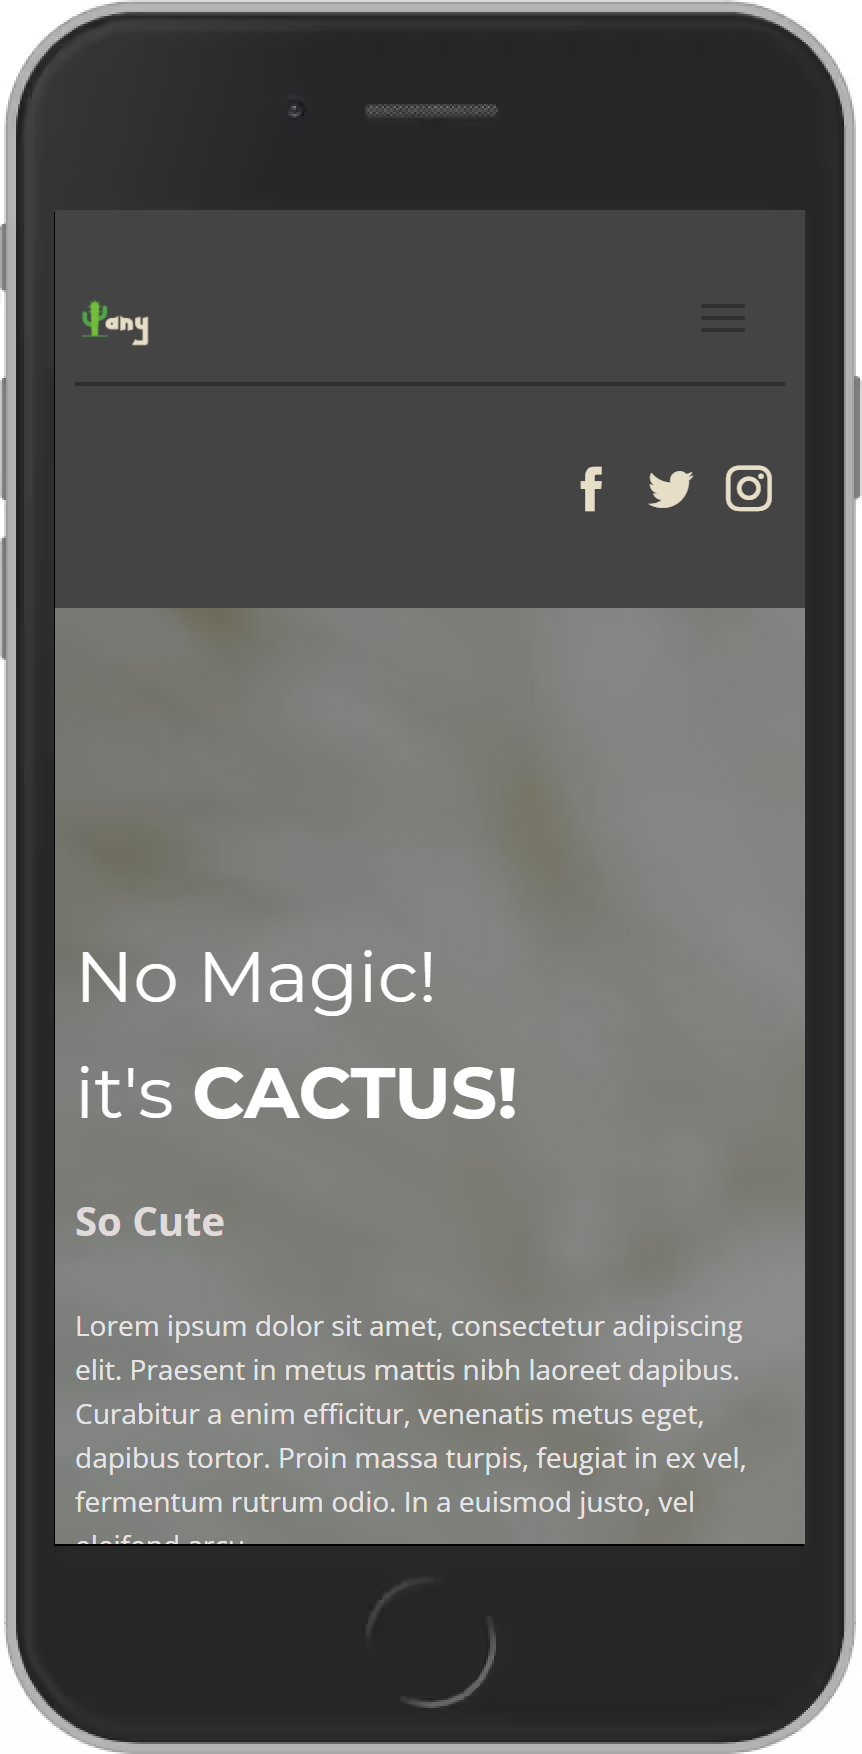 any
No Magic!
it's CACTUS!
So Cute
Lorem ipsum dolor sit amet, consectetur adipiscing
elit. Praesent in metus mattis nibh laoreet dapibus.
Curabitur a enim efficitur, venenatis metus eget,
dapibus tortor. Proin massa turpis, feugiat in ex vel,
fermentum rutrum odio. In a euismod justo, vel
eleifend arcu